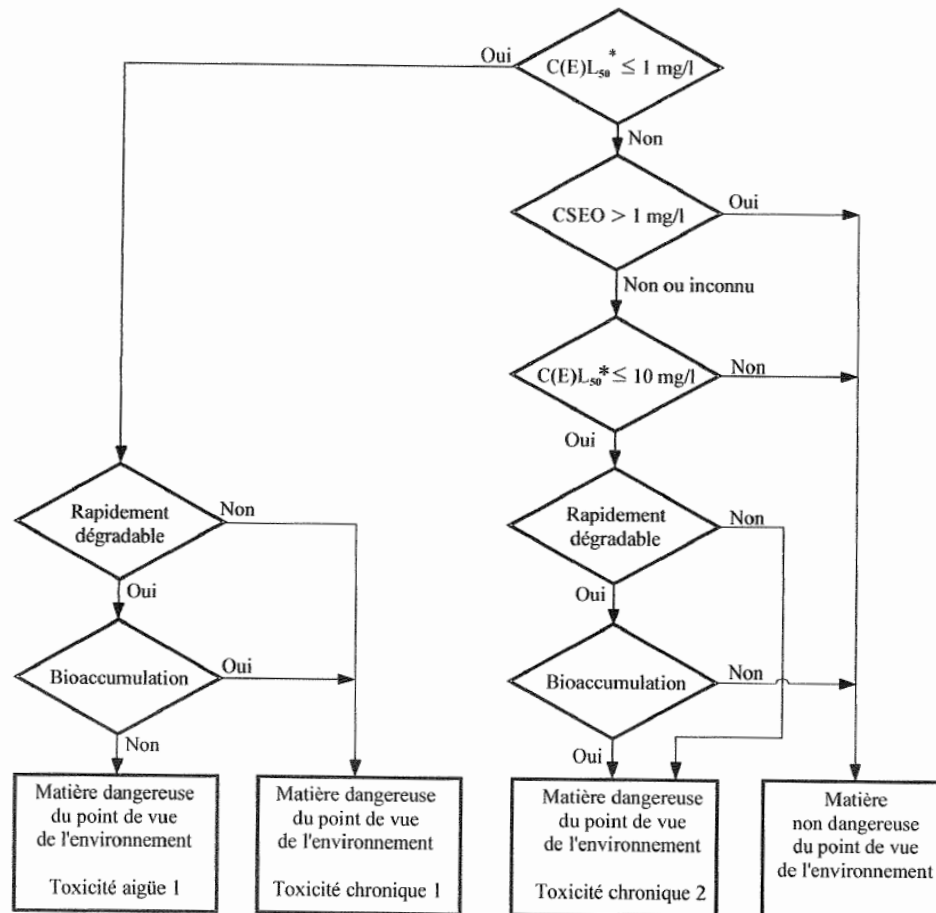 Oui
C(E)L₅₀* ≤ 1 mg/l
Non
CSEO > 1 mg/l
Oui
Non ou inconnu
C(E)L₅₀* ≤ 10 mg/l
Non
Oui
Rapidement
dégradable
Non
Oui
Bioaccumulation
Oui
Non
Rapidement
dégradable
Non
Oui
Bioaccumulation
Non
Oui
Matière dangereuse
du point de vue
de l'environnement
Toxicité aigüe 1
Matière dangereuse
du point de vue
de l'environnement
Toxicité chronique 1
Matière dangereuse
du point de vue
de l'environnement
Toxicité chronique 2
Matière
non dangereuse
du point de vue
de l'environnement